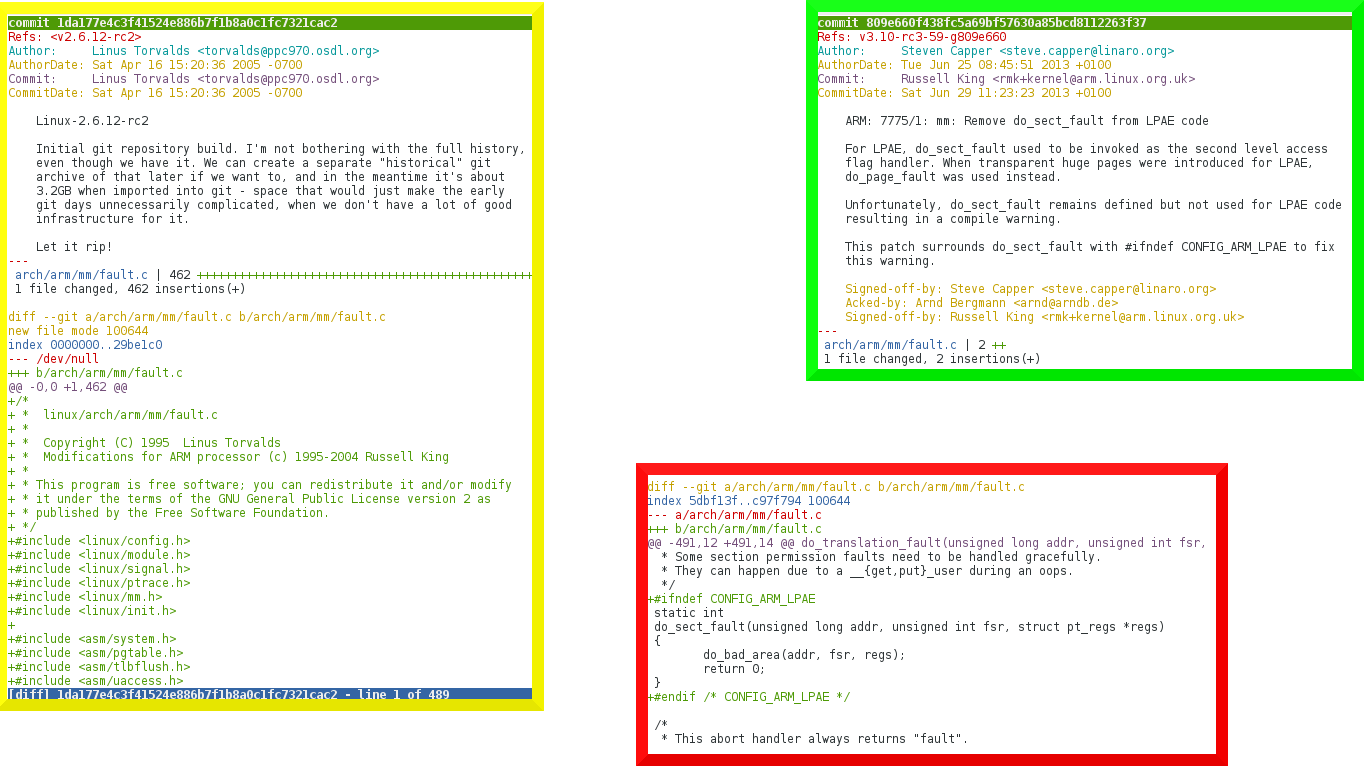 commit 1da177e4c3f41524e886b7f1b8a0c1fc7321cac2
Refs: <v2.6.12-rc2>
Author:     Linus Torvalds <torvalds@ppc970.osdl.org>
AuthorDate: Sat Apr 16 15:20:36 2005 -0700
Commit:     Linus Torvalds <torvalds@ppc970.osdl.org>
CommitDate: Sat Apr 16 15:20:36 2005 -0700
    Linux-2.6.12-rc2
    Initial git repository build. I'm not bothering with the full history,
    even though we have it. We can create a separate "historical" git
    archive of that later if we want to, and in the meantime it's about
    3.2GB when imported into git - space that would just make the early
    git days unnecessarily complicated, when we don't have a lot of good
    infrastructure for it.
    Let it rip!
---
 arch/arm/mm/fault.c | 462 ++++++++++++++++++++++++++++++++++++++++++++++++
 1 file changed, 462 insertions(+)
diff --git a/arch/arm/mm/fault.c b/arch/arm/mm/fault.c
new file mode 100644
index 0000000..29be1c0
--- /dev/null
+++ b/arch/arm/mm/fault.c
@@ -0,0 +1,462 @@
+/*
+ *  linux/arch/arm/mm/fault.c
+ *
+ *  Copyright (C) 1995  Linus Torvalds
+ *  Modifications for ARM processor (c) 1995-2004 Russell King
+ *
+ * This program is free software; you can redistribute it and/or modify
+ * it under the terms of the GNU General Public License version 2 as
+ * published by the Free Software Foundation.
+ */
+#include <linux/config.h>
+#include <linux/module.h>
+#include <linux/signal.h>
+#include <linux/ptrace.h>
+#include <linux/mm.h>
+#include <linux/init.h>
+
+#include <asm/system.h>
+#include <asm/pgtable.h>
+#include <asm/tlbflush.h>
+#include <asm/uaccess.h>
[diff] 1da177e4c3f41524e886b7f1b8a0c1fc7321cac2 - line 1 of 489
commit 809e660f438fc5a69bf57630a85bcd8112263f37
Refs: v3.10-rc3-59-g809e660
Author:     Steven Capper <steve.capper@linaro.org>
AuthorDate: Tue Jun 25 08:45:51 2013 +0100
Commit:     Russell King <rmk+kernel@arm.linux.org.uk>
CommitDate: Sat Jun 29 11:23:23 2013 +0100
    ARM: 7775/1: mm: Remove do_sect_fault from LPAE code
    For LPAE, do_sect_fault used to be invoked as the second level access
    flag handler. When transparent huge pages were introduced for LPAE,
    do_page_fault was used instead.
    Unfortunately, do_sect_fault remains defined but not used for LPAE code
    resulting in a compile warning.
    This patch surrounds do_sect_fault with #ifndef CONFIG_ARM_LPAE to fix
    this warning.
    Signed-off-by: Steve Capper <steve.capper@linaro.org>
    Acked-by: Arnd Bergmann <arnd@arndb.de>
    Signed-off-by: Russell King <rmk+kernel@arm.linux.org.uk>
---
 arch/arm/mm/fault.c | 2 ++
 1 file changed, 2 insertions(+)
diff --git a/arch/arm/mm/fault.c b/arch/arm/mm/fault.c
index 5dbf13f..c97f794 100644
--- a/arch/arm/mm/fault.c
+++ b/arch/arm/mm/fault.c
@@ -491,12 +491,14 @@ do_translation_fault(unsigned long addr, unsigned int fsr,
  * Some section permission faults need to be handled gracefully.
  * They can happen due to a __{get,put}_user during an oops.
  */
+#ifndef CONFIG_ARM_LPAE
 static int
 do_sect_fault(unsigned long addr, unsigned int fsr, struct pt_regs *regs)
 {
        do_bad_area(addr, fsr, regs);
        return 0;
 }
+#endif /* CONFIG_ARM_LPAE */
 /*
  * This abort handler always returns "fault".